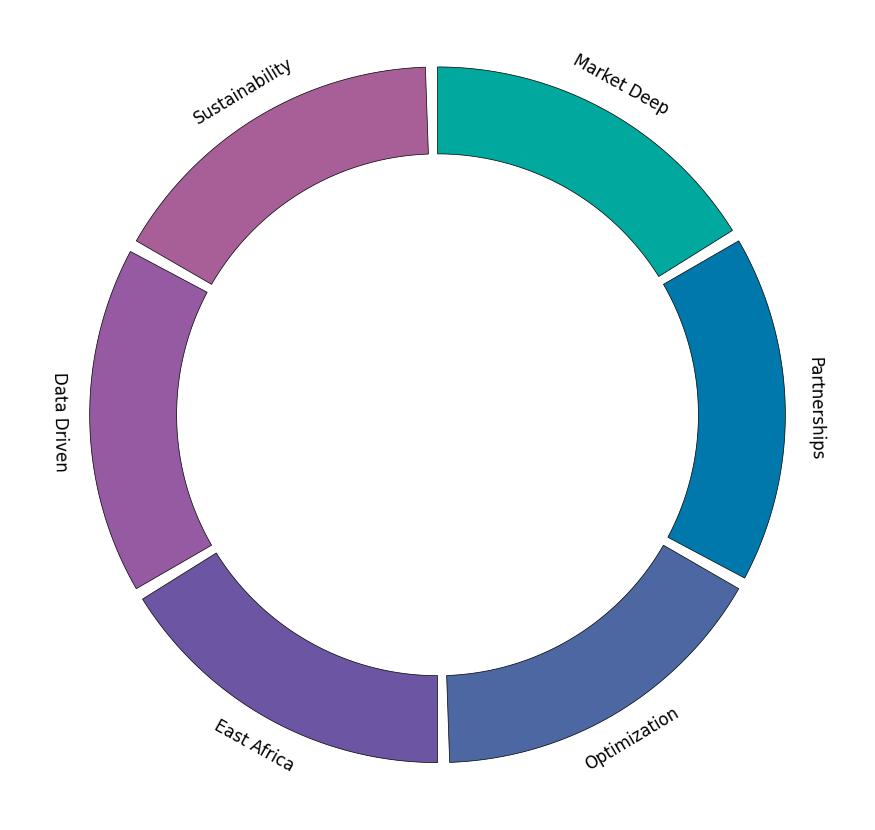 Sustainability
Market Deep
Data Driven
Partnerships
East Africa
Optimization